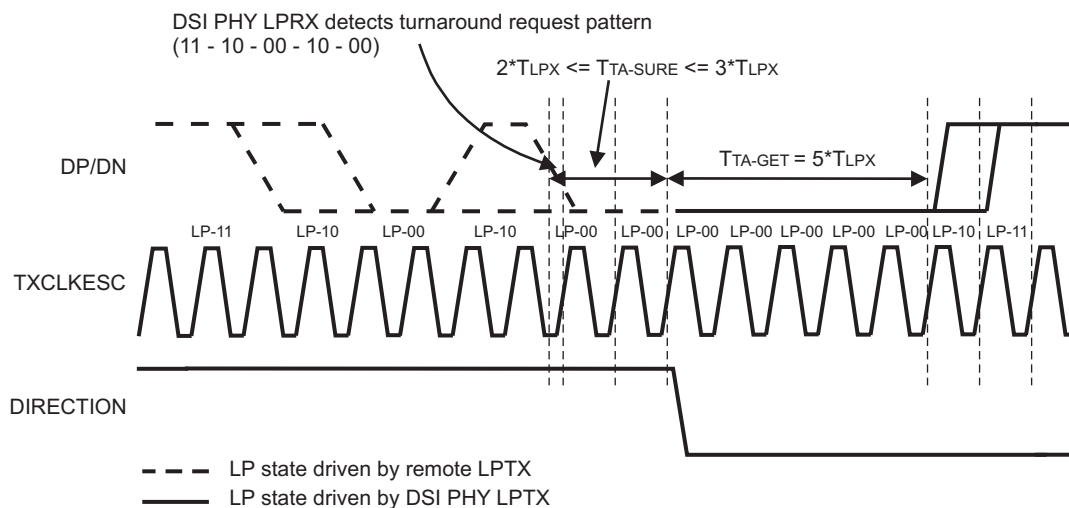 DSI PHY LPRX detects turnaround request pattern
(11 - 10 - 00 - 10 - 00)
2*TLPX <= TTA-SURE <= 3*TLPX
DP/DN
TTA-GET = 5*TLPX
LP-11 LP-10 LP-00 LP-10 LP-00 LP-00 LP-00 LP-00 LP-00 LP-00 LP-00 LP-10 LP-11
TXCLKESC
DIRECTION
LP state driven by remote LPTX
LP state driven by DSI PHY LPTX